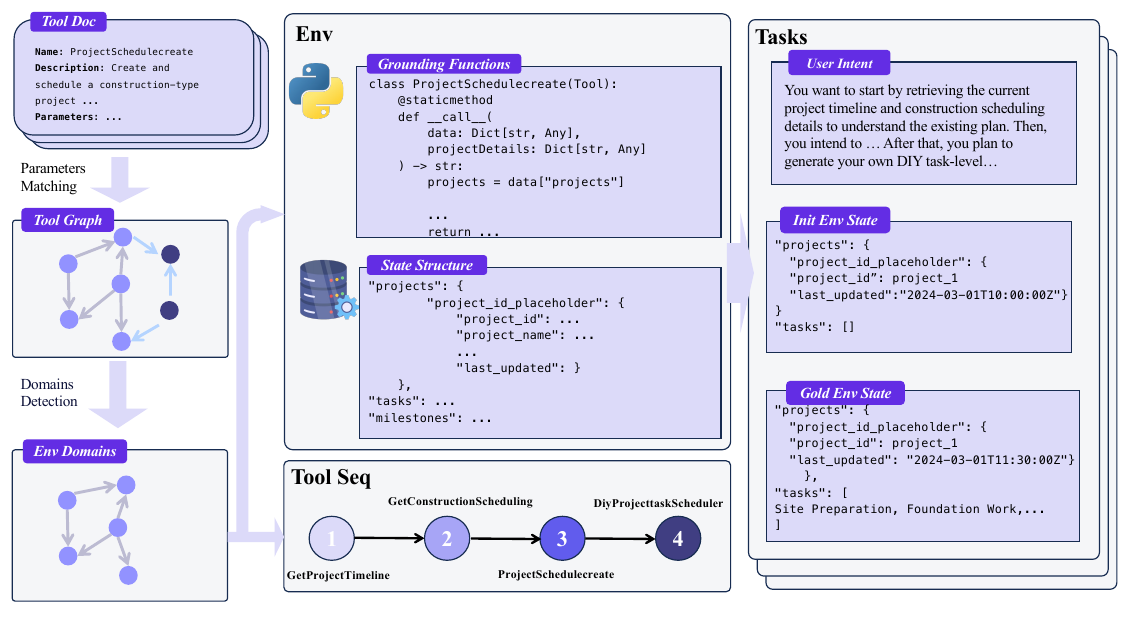 Tool Doc
Name: ProjectSchedulecreate
Description: Create and
schedule a construction-type
project ...
Parameters: ...
Parameters
Matching
Tool Graph
Domains
Detection
Env Domains
Env
Grounding Functions
class ProjectSchedulecreate(Tool):
    @staticmethod
    def __call__(
        data: Dict[str, Any],
        projectDetails: Dict[str, Any]
    ) -> str:
        projects = data["projects"]
        ...
        return ...
State Structure
"projects": {
        "project_id_placeholder": {
            "project_id": ...
            "project_name": ...
            ...
            "last_updated": }
    },
"tasks": ...
"milestones": ...
Tool Seq
GetConstructionScheduling
DiyProjecttaskScheduler
1
2
3
4
GetProjectTimeline
ProjectSchedulecreate
Tasks
User Intent
You want to start by retrieving the current
project timeline and construction scheduling
details to understand the existing plan. Then,
you intend to … After that, you plan to
generate your own DIY task-level…
Init Env State
"projects": {
  "project_id_placeholder": {
  "project_id”: project_1
  "last_updated":"2024-03-01T10:00:00Z"}
}
"tasks": []
Gold Env State
"projects": {
  "project_id_placeholder": {
  "project_id": project_1
  "last_updated": "2024-03-01T11:30:00Z"}
    },
"tasks": [
Site Preparation, Foundation Work,...
]